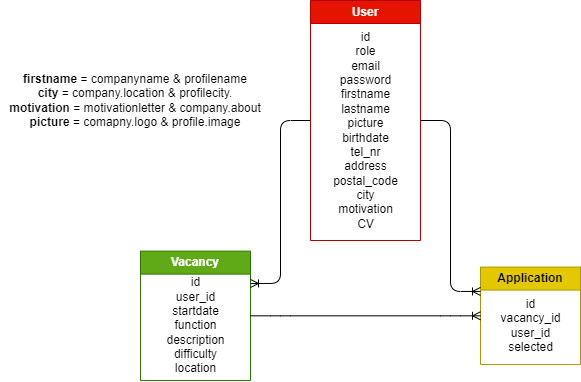 User
id
role
email
password
firstname
lastname
picture
birthdate
tel_nr
address
postal_code
city
motivation
CV
firstname = companyname & profilename
city = company.location & profilecity.
motivation = motivationletter & company.about
picture = comapny.logo & profile.image
Vacancy
id
user_id
startdate
function
description
difficulty
location
Application
id
vacancy_id
user_id
selected